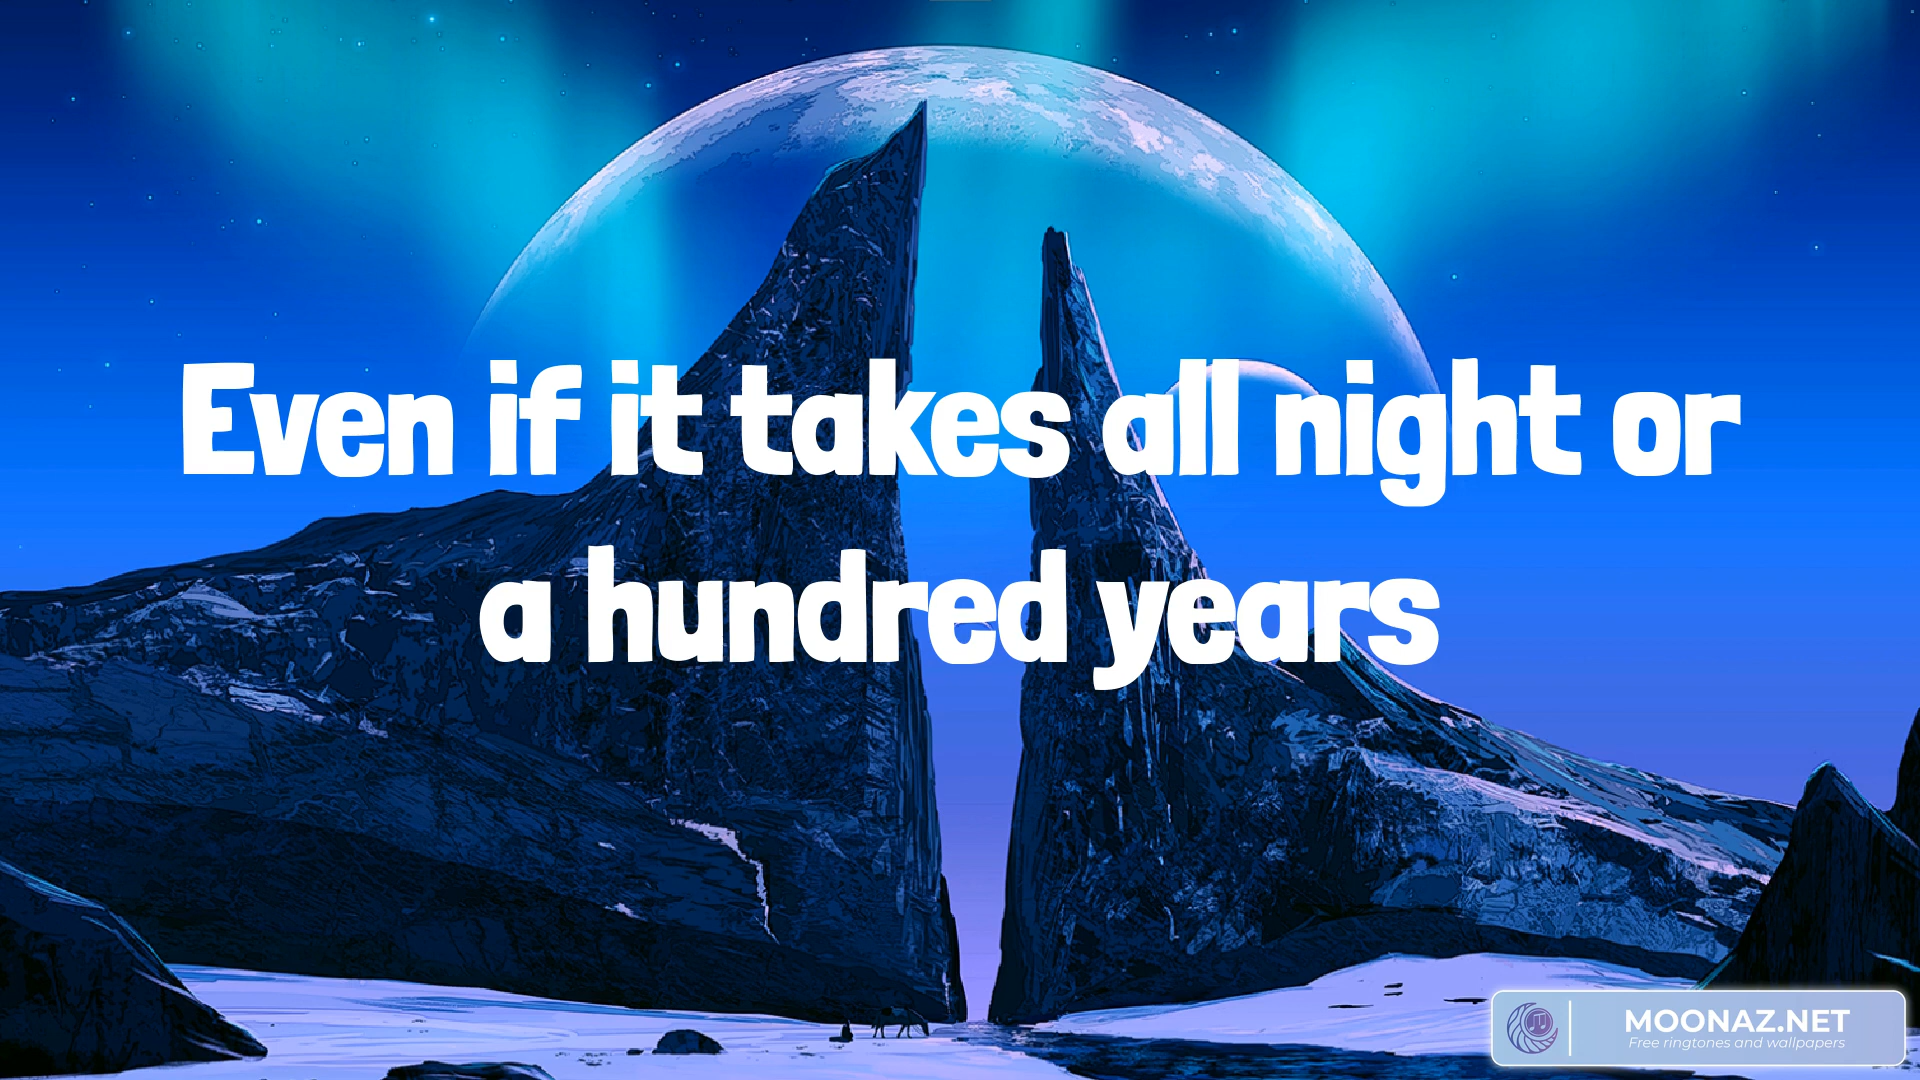 Even if it takes all night or
a hundred years
MOONAZ.NET
Free ringtones and wallpapers